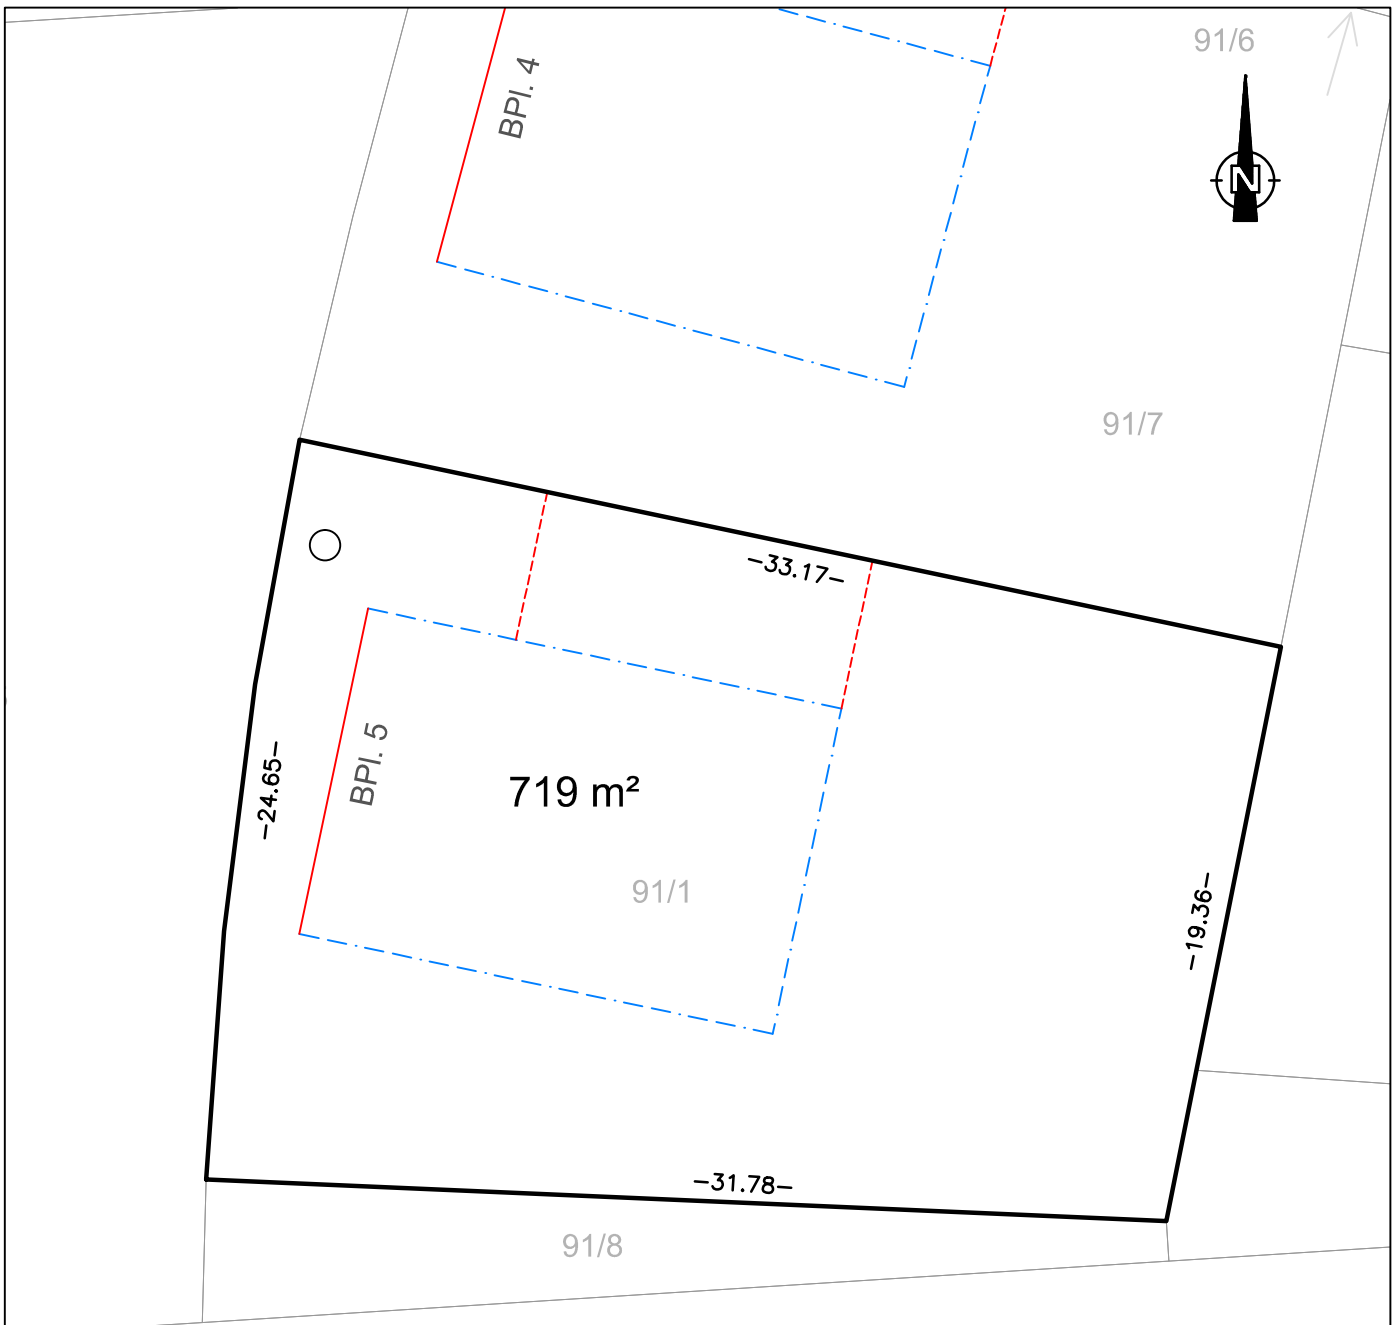 91/6
BPl. 4
N
91/7
-33.17-
BPl. 5
719 m²
-24.65-
91/1
-19.36-
-31.78-
91/8